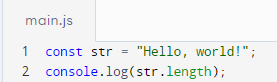 main.js
1 const str = "Hello, world!";
2 console.log(str.length);